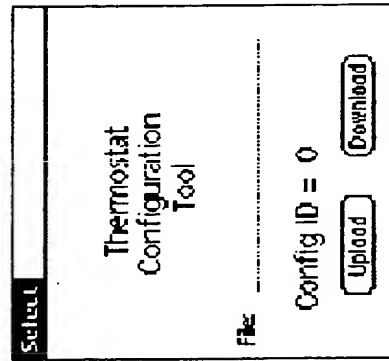 Select
Thermostat
Configuration
Tool
File:
Config ID = 0
Upload Download